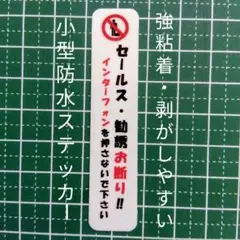 強粘着・剥がしやすい
セールス・勧誘お断り!!
インターフォンを押さないで下さい
小型防水ステッカー